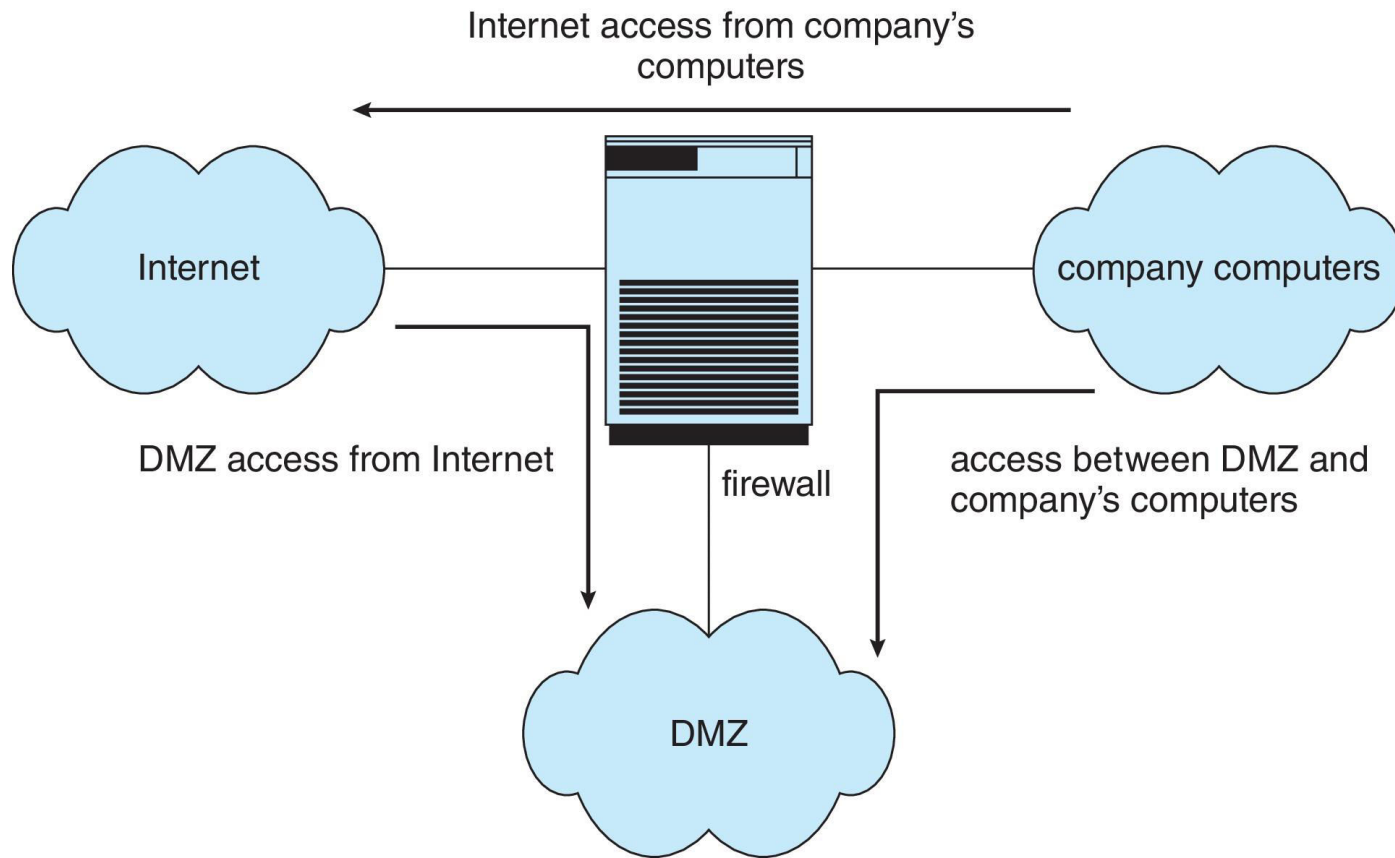 Internet access from company’s
computers
Internet
company computers
DMZ access from Internet
firewall
access between DMZ and
company’s computers
DMZ